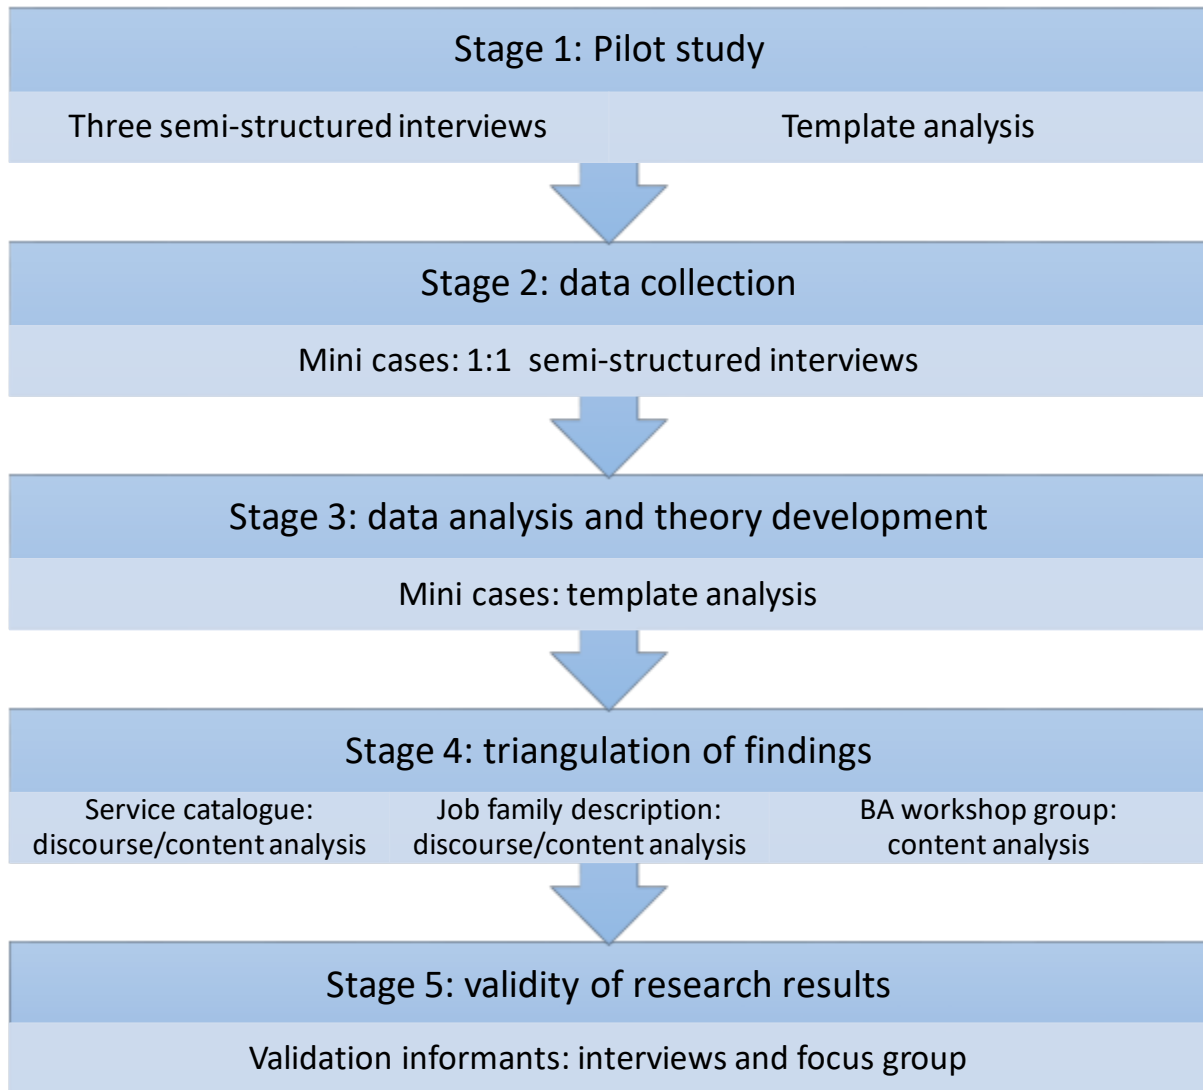 Stage 1: Pilot study
Three semi-structured interviews
Template analysis
Stage 2: data collection
Mini cases: 1:1 semi-structured interviews
Stage 3: data analysis and theory development
Mini cases: template analysis
Stage 4: triangulation of findings
Service catalogue:
discourse/content analysis
Job family description:
discourse/content analysis
BA workshop group:
content analysis
Stage 5: validity of research results
Validation informants: interviews and focus group